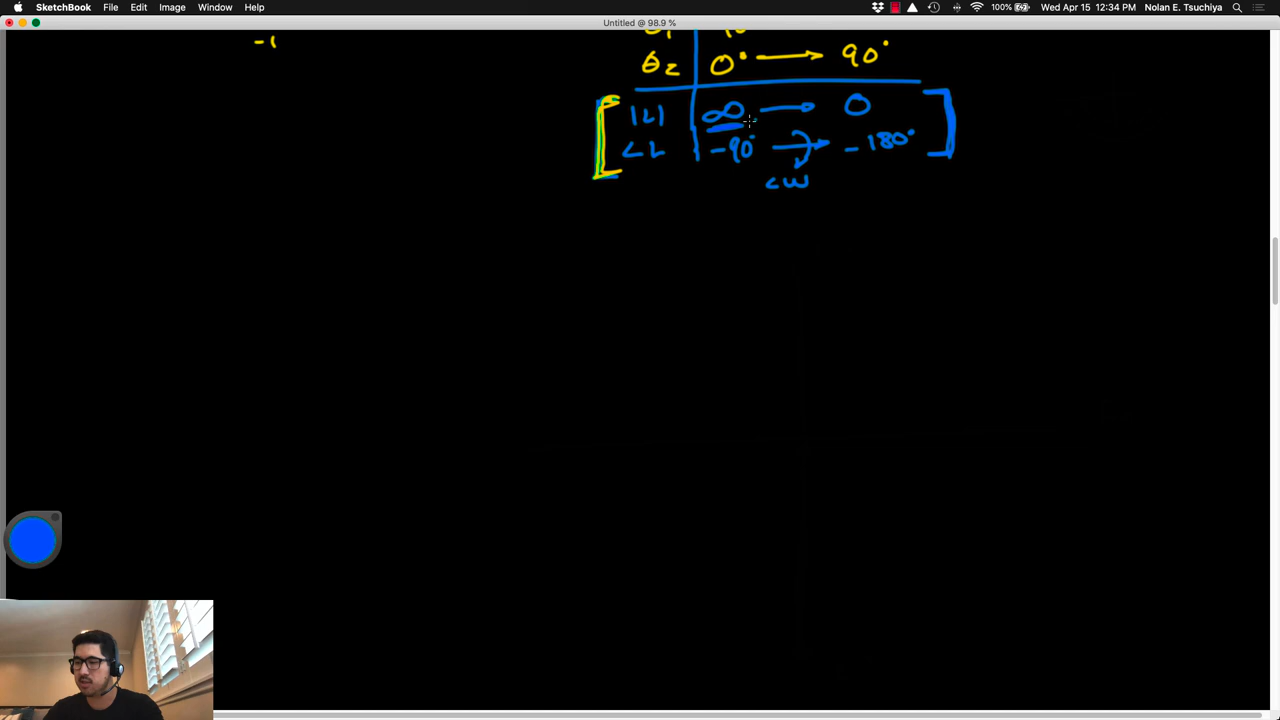 SketchBook File Edit Image Window Help 100% Wed Apr 15 12:34 PM Nolan E. Tsuchiya
Untitled @ 98.9 %
-1
θ2 0° → 90°
|L| ∞ → 0
∠L -90° → -180°
CW